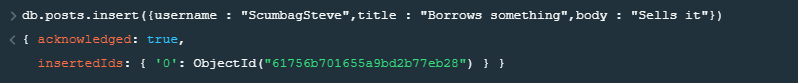 > db.posts.insert({username : "ScumbagSteve",title : "Borrows something",body : "Sells it"})
< { acknowledged: true,
insertedIds: { '0': ObjectId("61756b701655a9bd2b77eb28") } }